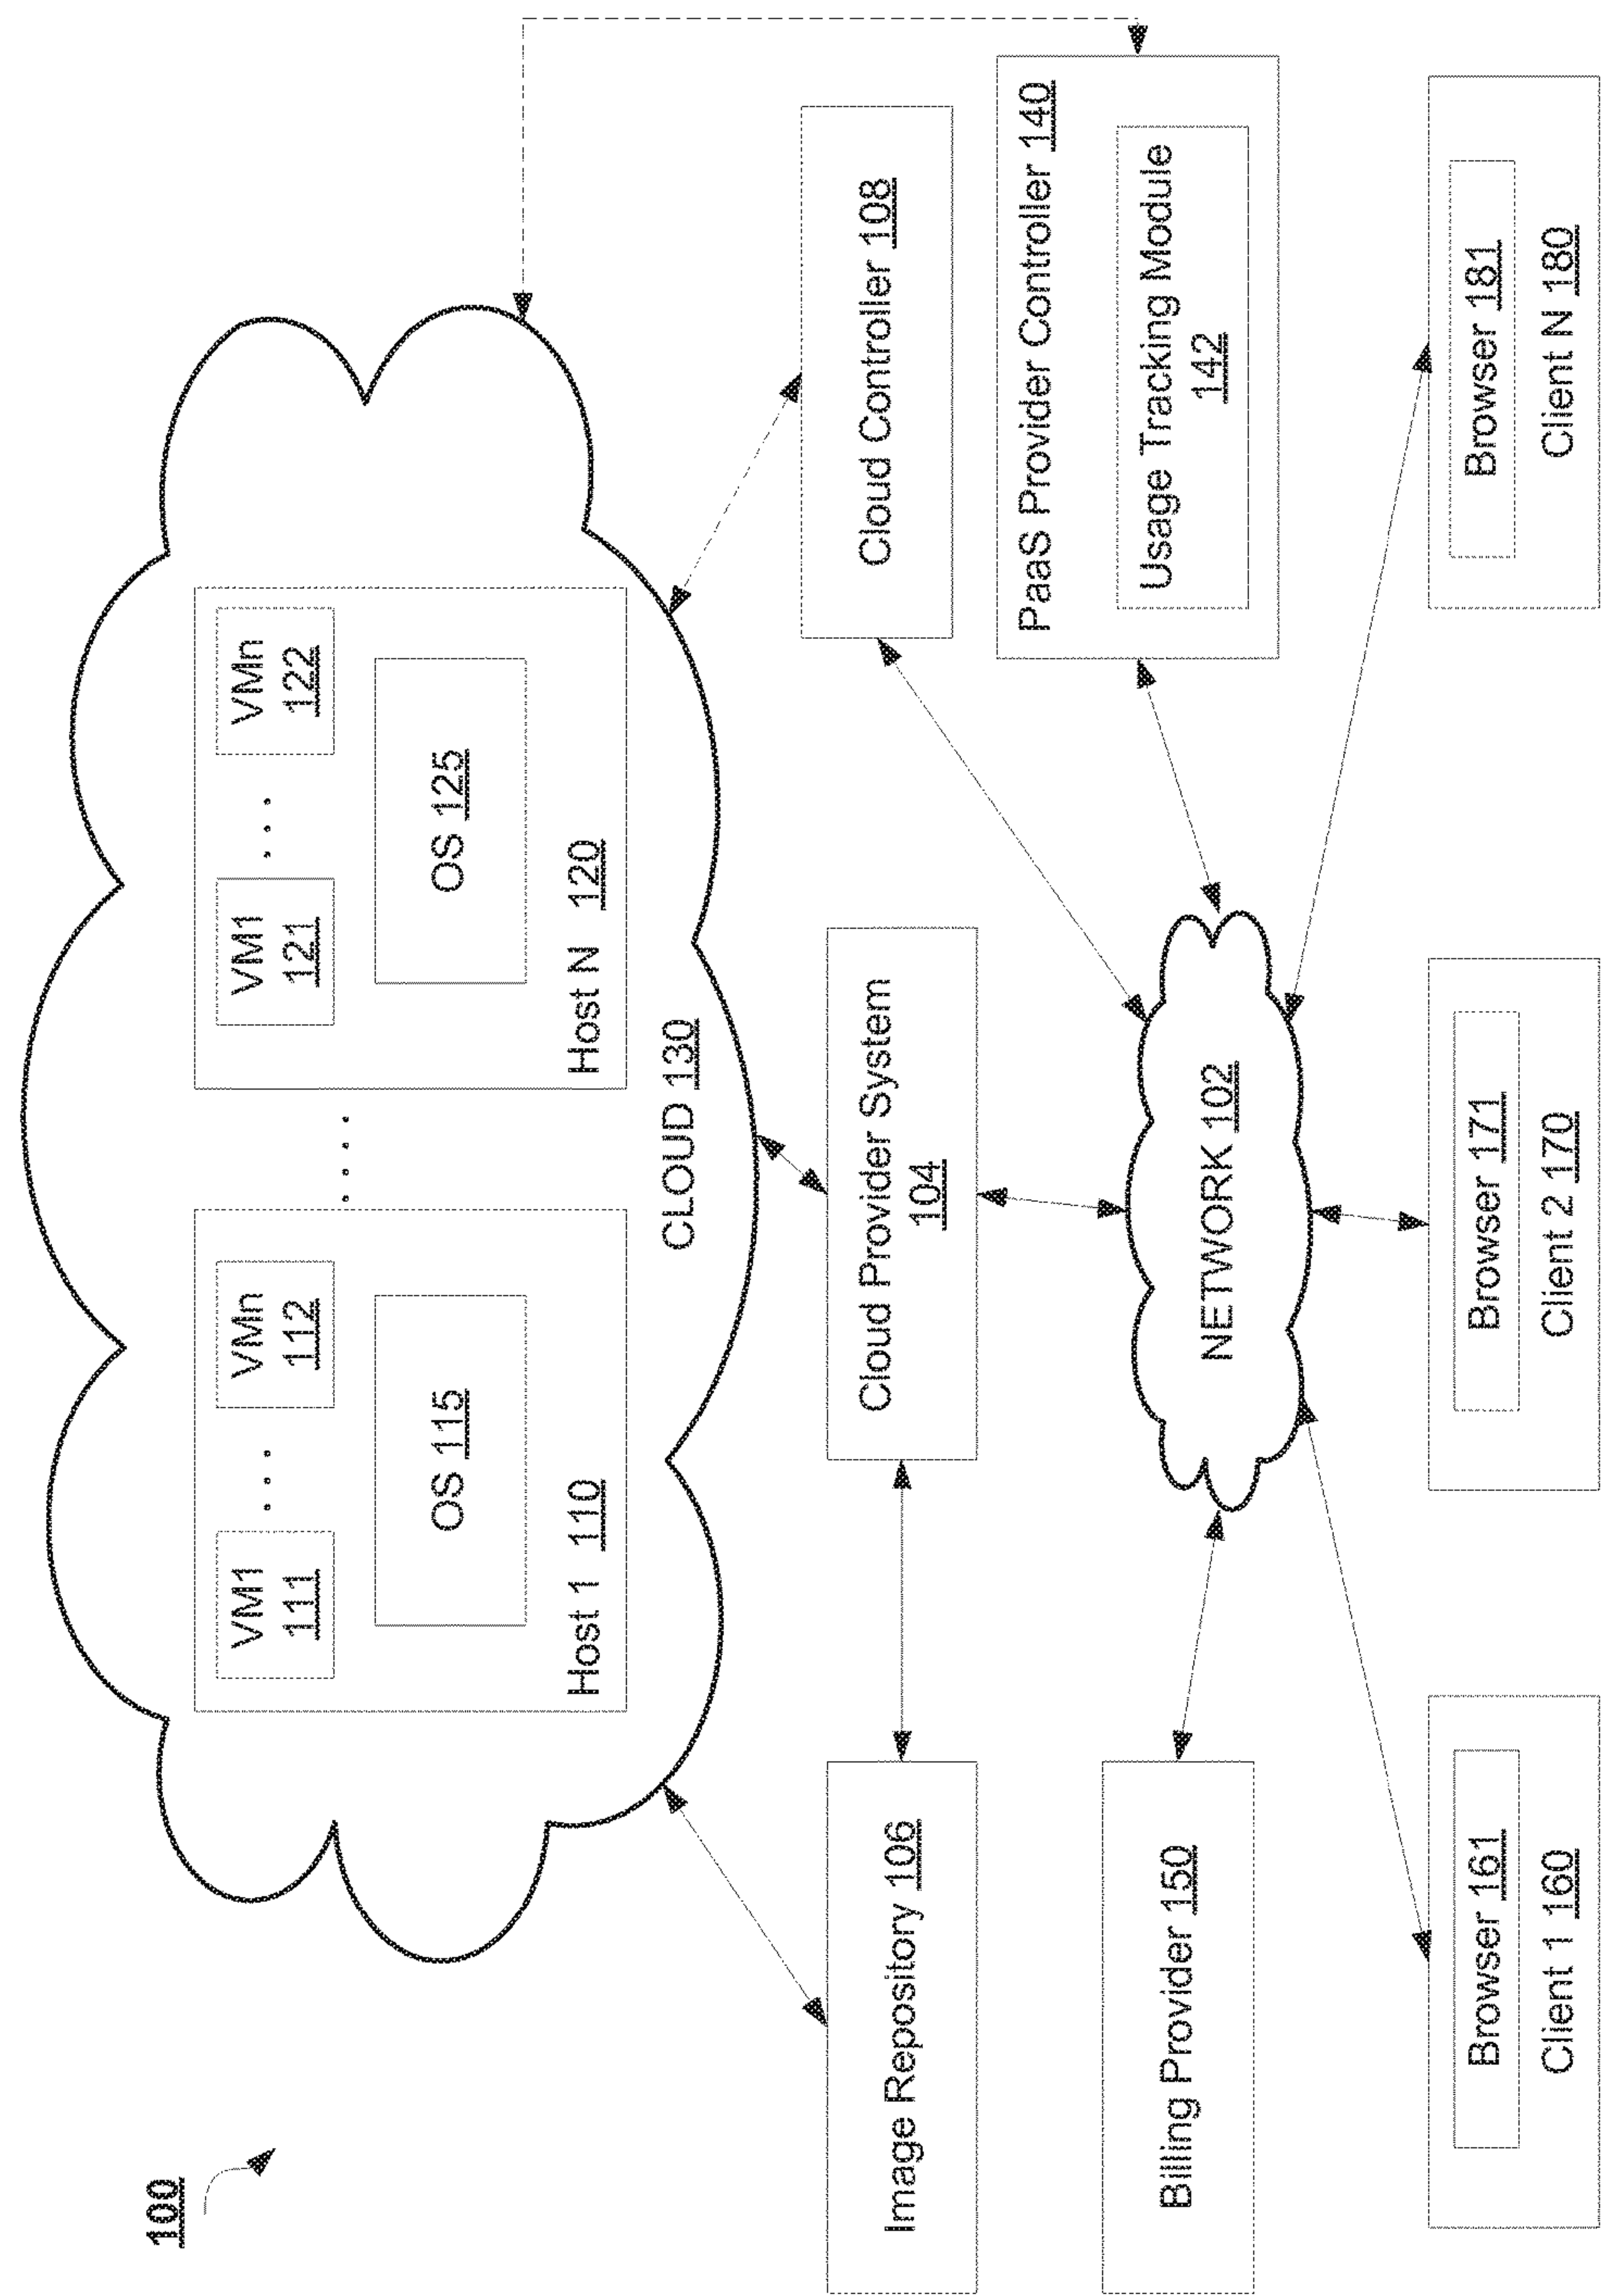 100
VM1
111
. . .
VMn
112
OS 115
Host 1 110
. . . .
VM1
121
. . .
VMn
122
OS 125
Host N 120
CLOUD 130
Image Repository 106
Cloud Provider System
104
Cloud Controller 108
Billing Provider 150
NETWORK 102
PaaS Provider Controller 140
Usage Tracking Module
142
Browser 161
Client 1 160
Browser 171
Client 2 170
Browser 181
Client N 180